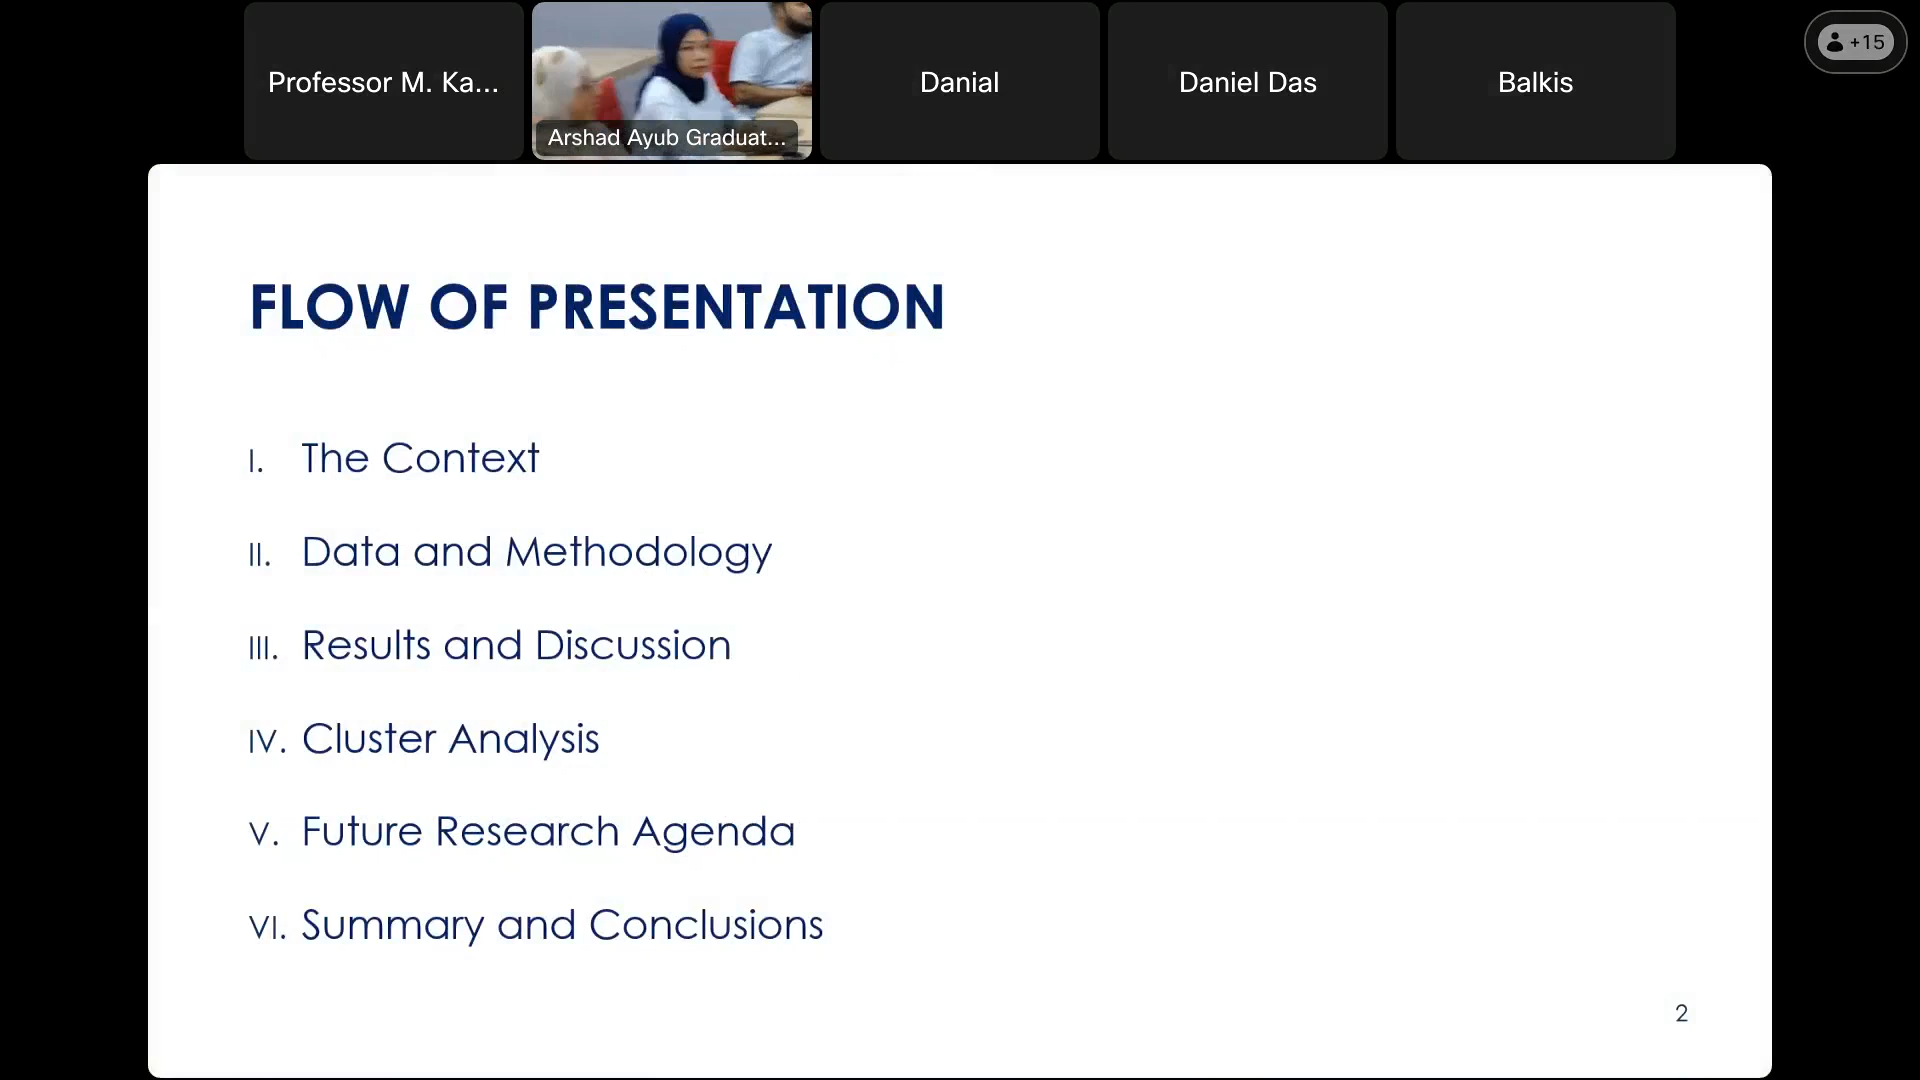 Professor M. Ka...
Arshad Ayub Graduat...
Danial
Daniel Das
Balkis
+15
FLOW OF PRESENTATION
I. The Context
II. Data and Methodology
III. Results and Discussion
IV. Cluster Analysis
V. Future Research Agenda
VI. Summary and Conclusions
2